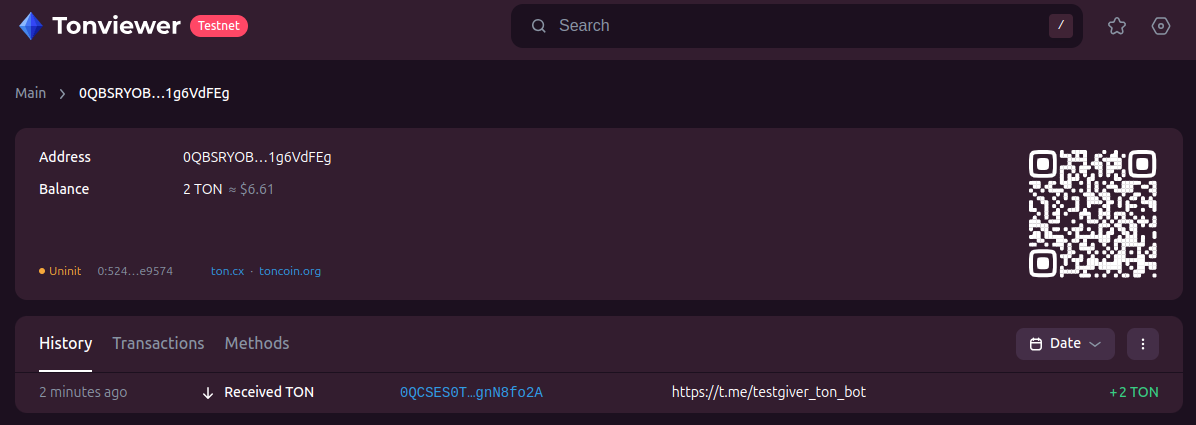 Tonviewer Testnet Search /
Main > 0QBSRYOB…1g6VdFEg
Address 0QBSRYOB…1g6VdFEg
Balance 2 TON ≈ $6.61
Uninit 0:524…e9574 ton.cx · toncoin.org
History Transactions Methods Date
2 minutes ago ↓ Received TON 0QCSES0T…gnN8fo2A https://t.me/testgiver_ton_bot +2 TON